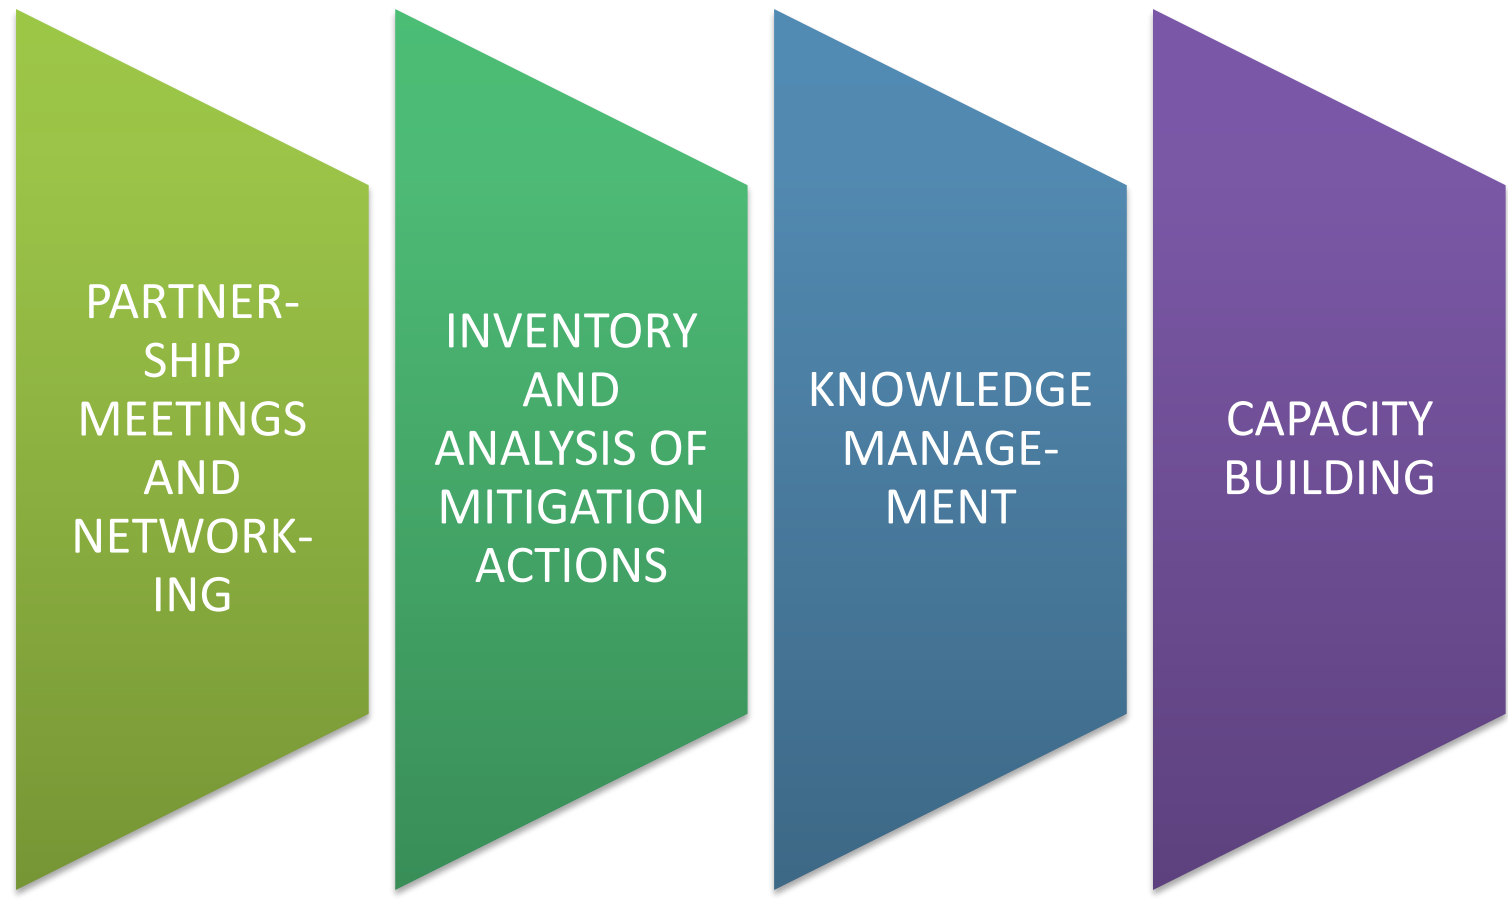 PARTNER-
SHIP
MEETINGS
AND
NETWORK-
ING
INVENTORY
AND
ANALYSIS OF
MITIGATION
ACTIONS
KNOWLEDGE
MANAGE-
MENT
CAPACITY
BUILDING